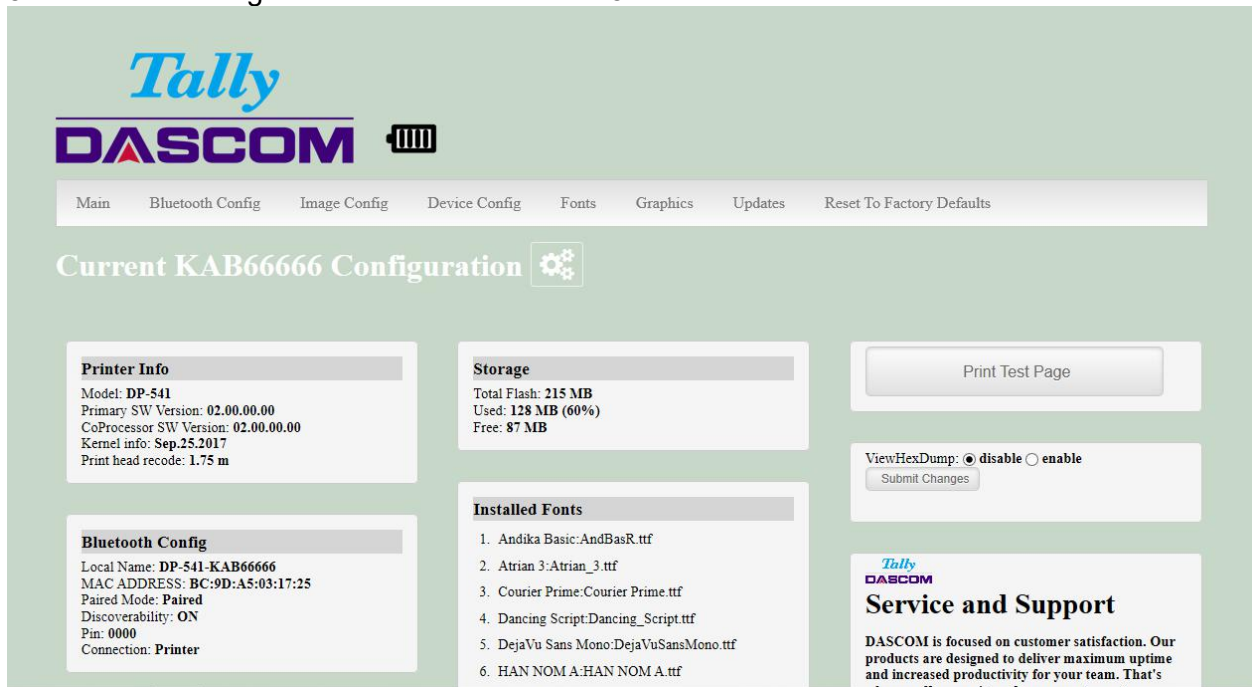 Tally
DASCOM
Main Bluetooth Config Image Config Device Config Fonts Graphics Updates Reset To Factory Defaults
Current KAB66666 Configuration
Printer Info
Model: DP-541
Primary SW Version: 02.00.00.00
CoProcessor SW Version: 02.00.00.00
Kernel info: Sep.25.2017
Print head recode: 1.75 m
Bluetooth Config
Local Name: DP-541-KAB66666
MAC ADDRESS: BC:9D:A5:03:17:25
Paired Mode: Paired
Discoverability: ON
Pin: 0000
Connection: Printer
Storage
Total Flash: 215 MB
Used: 128 MB (60%)
Free: 87 MB
Installed Fonts
1. Andika Basic:AndBasR.ttf
2. Atrian 3:Atrian_3.ttf
3. Courier Prime:Courier Prime.ttf
4. Dancing Script:Dancing_Script.ttf
5. DejaVu Sans Mono:DejaVuSansMono.ttf
6. HAN NOM A:HAN NOM A.ttf
Print Test Page
ViewHexDump: disable enable
Submit Changes
Tally
DASCOM
Service and Support
DASCOM is focused on customer satisfaction. Our
products are designed to deliver maximum uptime
and increased productivity for your team. That's